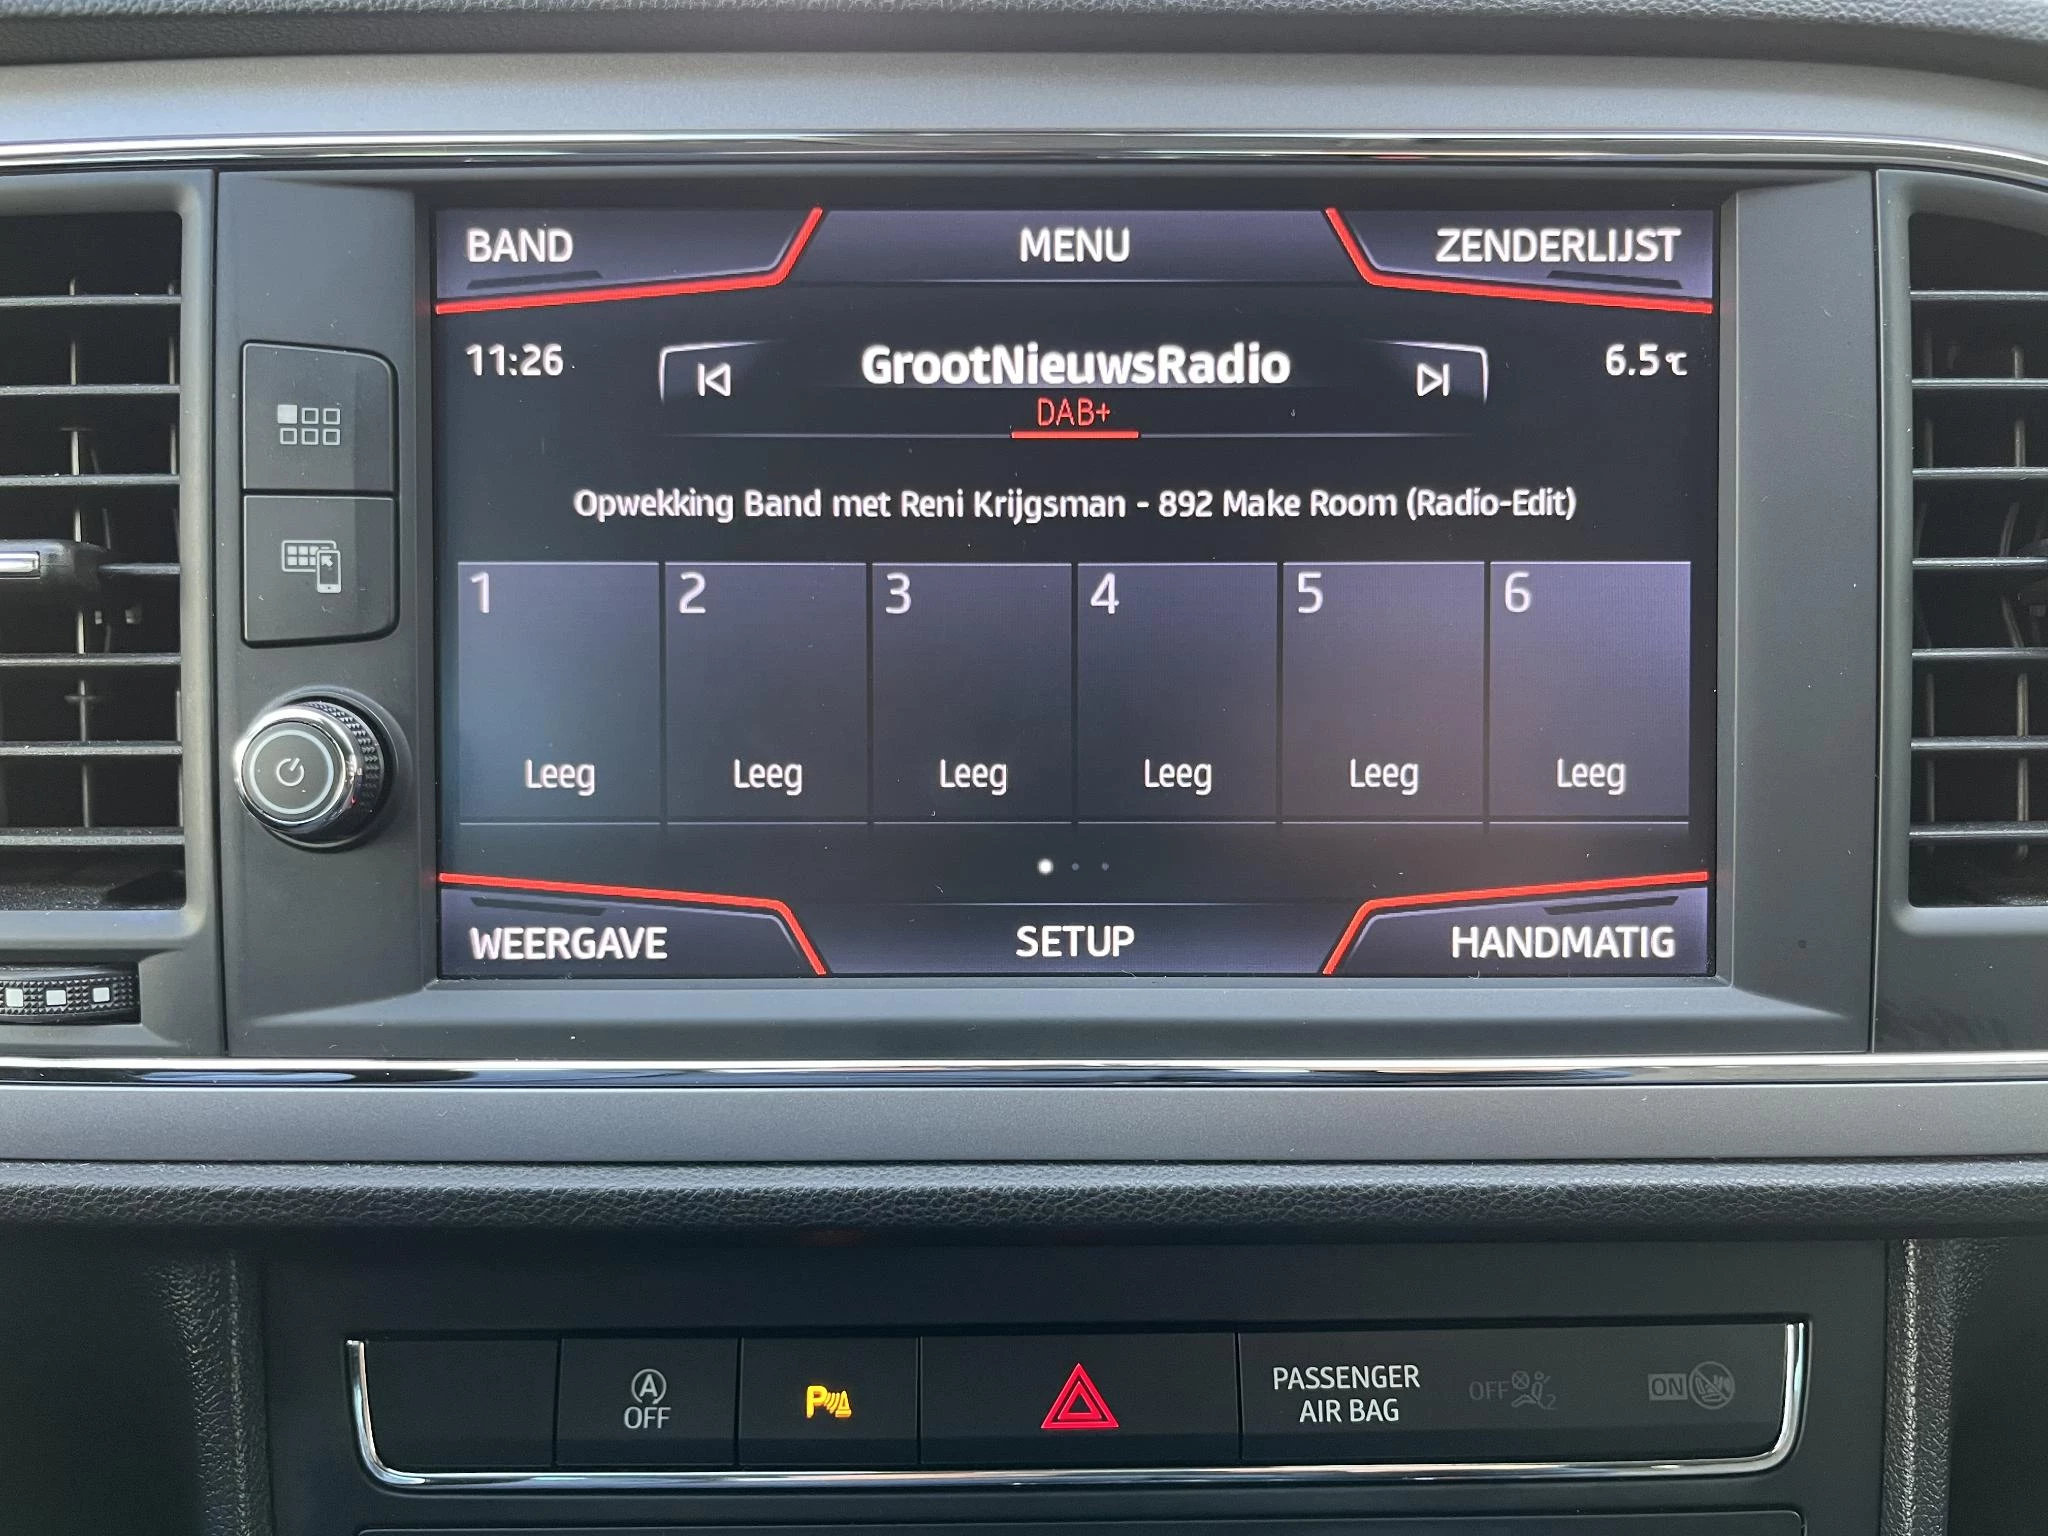 BAND MENU ZENDERLIJST
11:26 GrootNieuwsRadio 6.5°C
DAB+
Opwekking Band met Reni Krijgsman - 892 Make Room (Radio-Edit)
1 2 3 4 5 6
Leeg Leeg Leeg Leeg Leeg Leeg
WEERGAVE SETUP HANDMATIG
A
OFF
P
PASSENGER
AIR BAG
OFF 2
ON